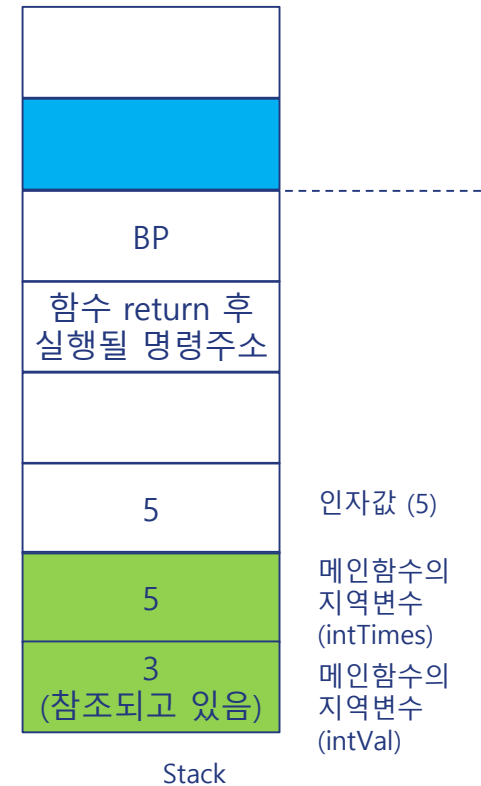 BP
함수 return 후
실행될 명령주소
5
인자값 (5)
5
메인함수의
지역변수
(intTimes)
3
(참조되고 있음)
메인함수의
지역변수
(intVal)
Stack